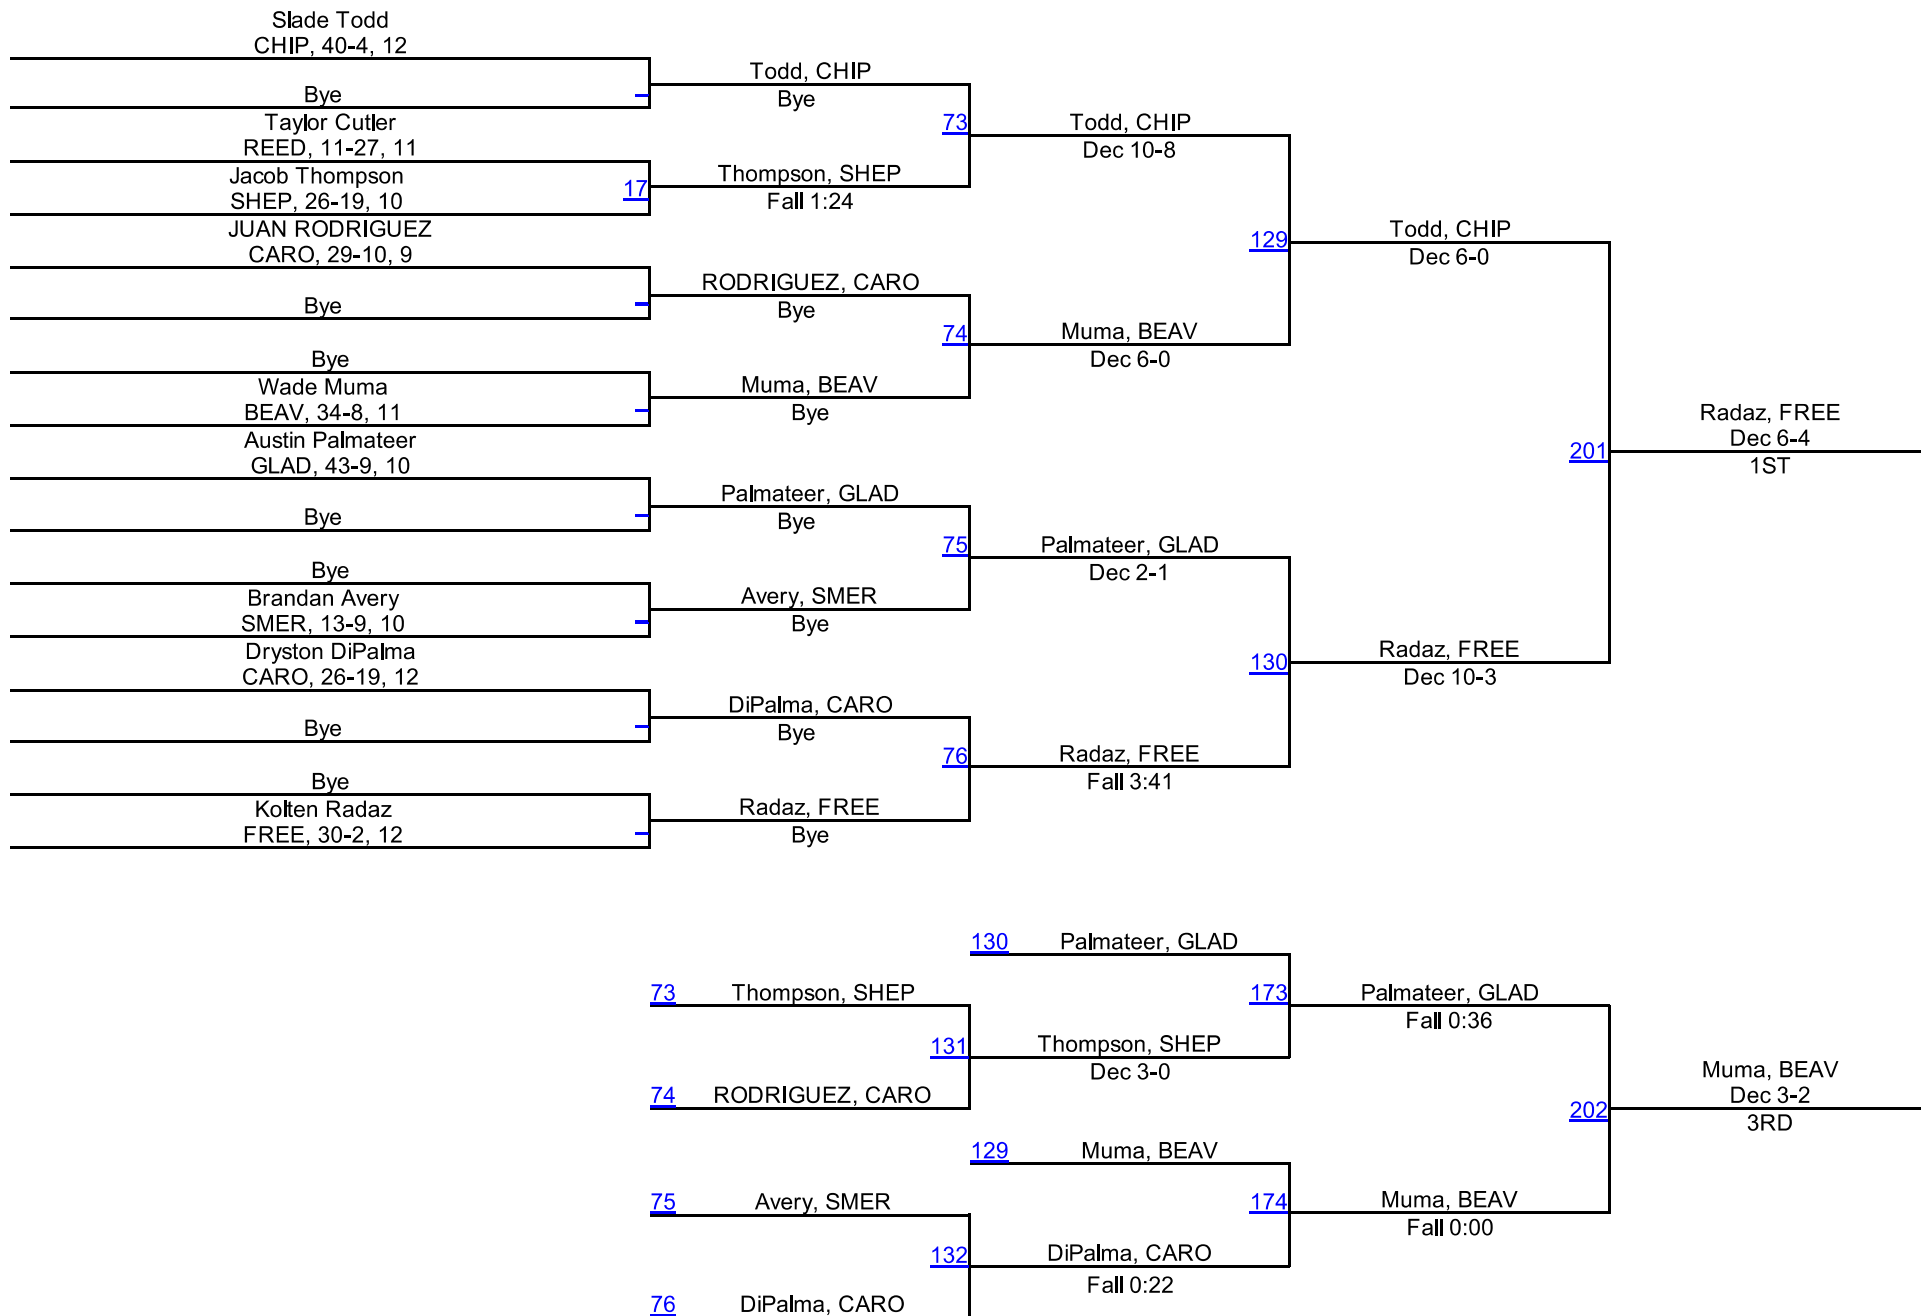 Slade Todd
CHIP, 40-4, 12
Bye
Taylor Cutler
REED, 11-27, 11
Jacob Thompson
SHEP, 26-19, 10
17
JUAN RODRIGUEZ
CARO, 29-10, 9
Bye
Bye
Wade Muma
BEAV, 34-8, 11
Austin Palmateer
GLAD, 43-9, 10
Bye
Bye
Brandan Avery
SMER, 13-9, 10
Dryston DiPalma
CARO, 26-19, 12
Bye
Bye
Kolten Radaz
FREE, 30-2, 12
Todd, CHIP
Bye
73
Thompson, SHEP
Fall 1:24
RODRIGUEZ, CARO
Bye
74
Muma, BEAV
Bye
Palmateer, GLAD
Bye
75
Avery, SMER
Bye
DiPalma, CARO
Bye
76
Radaz, FREE
Bye
Todd, CHIP
Dec 10-8
129
Muma, BEAV
Dec 6-0
Palmateer, GLAD
Dec 2-1
130
Radaz, FREE
Fall 3:41
Todd, CHIP
Dec 6-0
201
Radaz, FREE
Dec 10-3
Radaz, FREE
Dec 6-4
1ST
130 Palmateer, GLAD
73 Thompson, SHEP
173
131
Thompson, SHEP
Dec 3-0
74 RODRIGUEZ, CARO
Palmateer, GLAD
Fall 0:36
129 Muma, BEAV
75 Avery, SMER
174
132
DiPalma, CARO
Fall 0:22
76 DiPalma, CARO
Muma, BEAV
Fall 0:00
202
Muma, BEAV
Dec 3-2
3RD